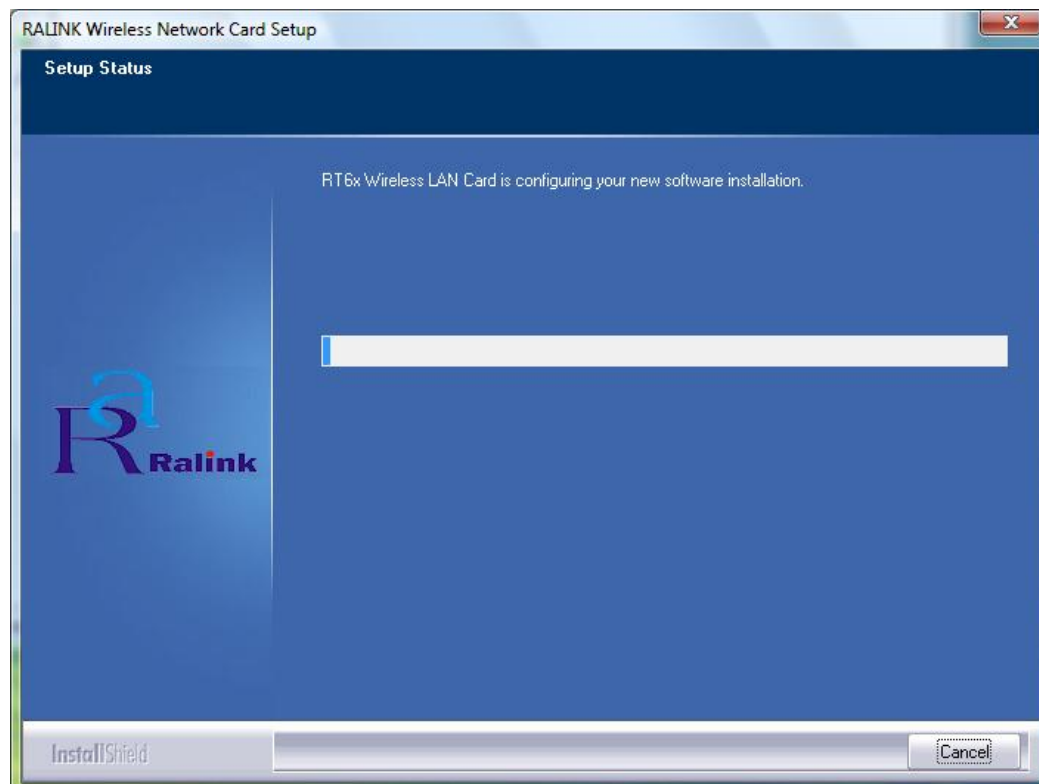 RALINK Wireless Network Card Setup
X
Setup Status
RT6x Wireless LAN Card is configuring your new software installation.
Ra
Ralink
InstallShield
Cancel